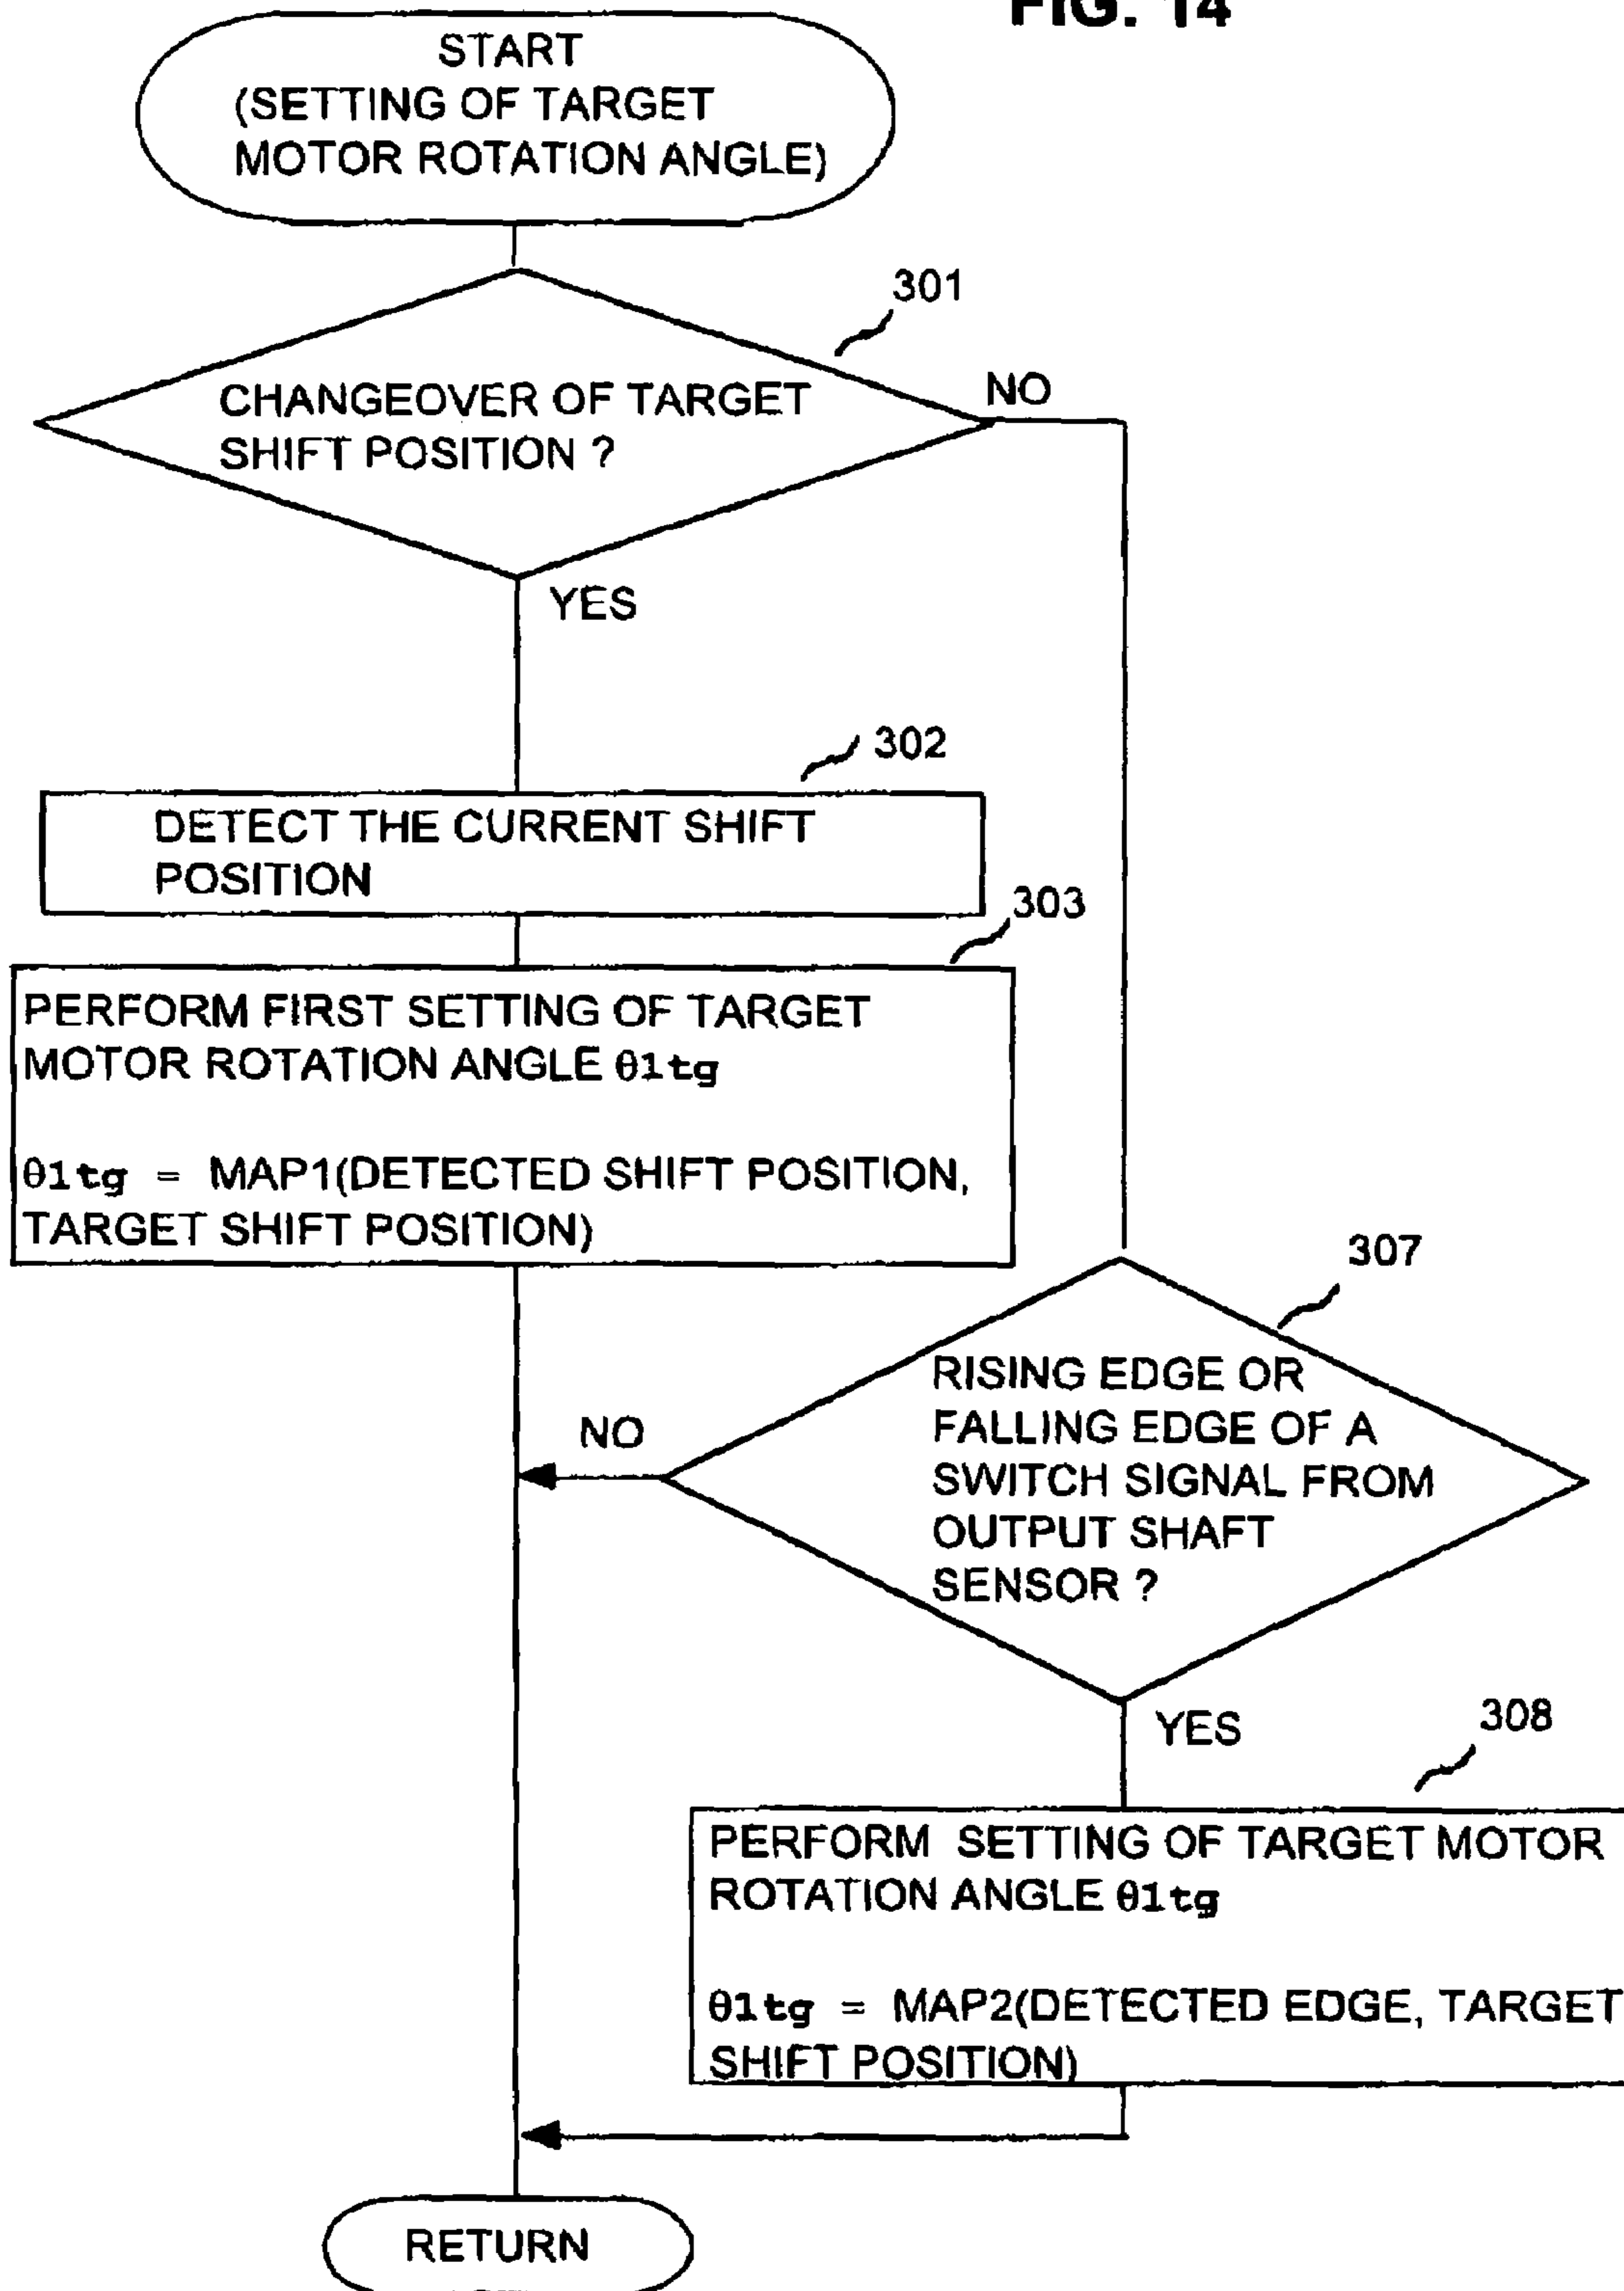 FIG. 14
START
(SETTING OF TARGET
MOTOR ROTATION ANGLE)
301
CHANGEOVER OF TARGET
SHIFT POSITION ?
NO
YES
302
DETECT THE CURRENT SHIFT
POSITION
303
PERFORM FIRST SETTING OF TARGET
MOTOR ROTATION ANGLE θ1tg
θ1tg = MAP1(DETECTED SHIFT POSITION,
TARGET SHIFT POSITION)
307
RISING EDGE OR
FALLING EDGE OF A
SWITCH SIGNAL FROM
OUTPUT SHAFT
SENSOR ?
NO
YES
308
PERFORM SETTING OF TARGET MOTOR
ROTATION ANGLE θ1tg
θ1tg = MAP2(DETECTED EDGE, TARGET
SHIFT POSITION)
RETURN